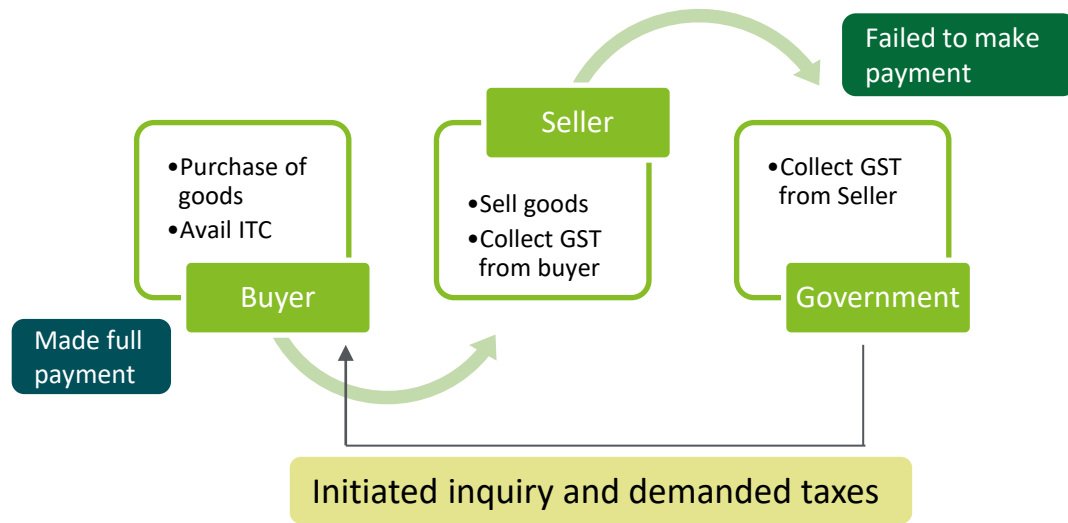 Failed to make
payment
Seller
•Purchase of
goods
•Avail ITC
•Sell goods
•Collect GST
from buyer
•Collect GST
from Seller
Buyer
Government
Made full
payment
Initiated inquiry and demanded taxes